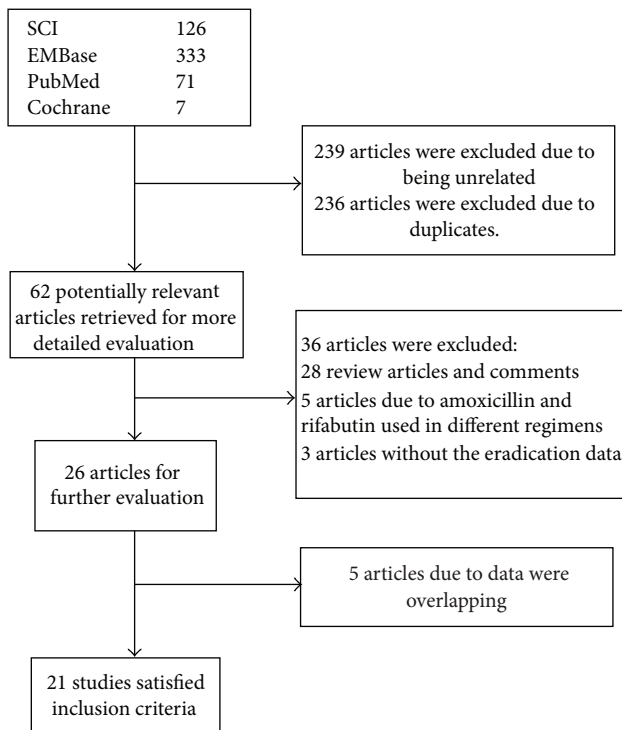 SCI 126
EMBase 333
PubMed 71
Cochrane 7
239 articles were excluded due to
being unrelated
236 articles were excluded due to
duplicates.
62 potentially relevant
articles retrieved for more
detailed evaluation
36 articles were excluded:
28 review articles and comments
5 articles due to amoxicillin and
rifabutin used in different regimens
3 articles without the eradication data
26 articles for
further evaluation
5 articles due to data were
overlapping
21 studies satisfied
inclusion criteria